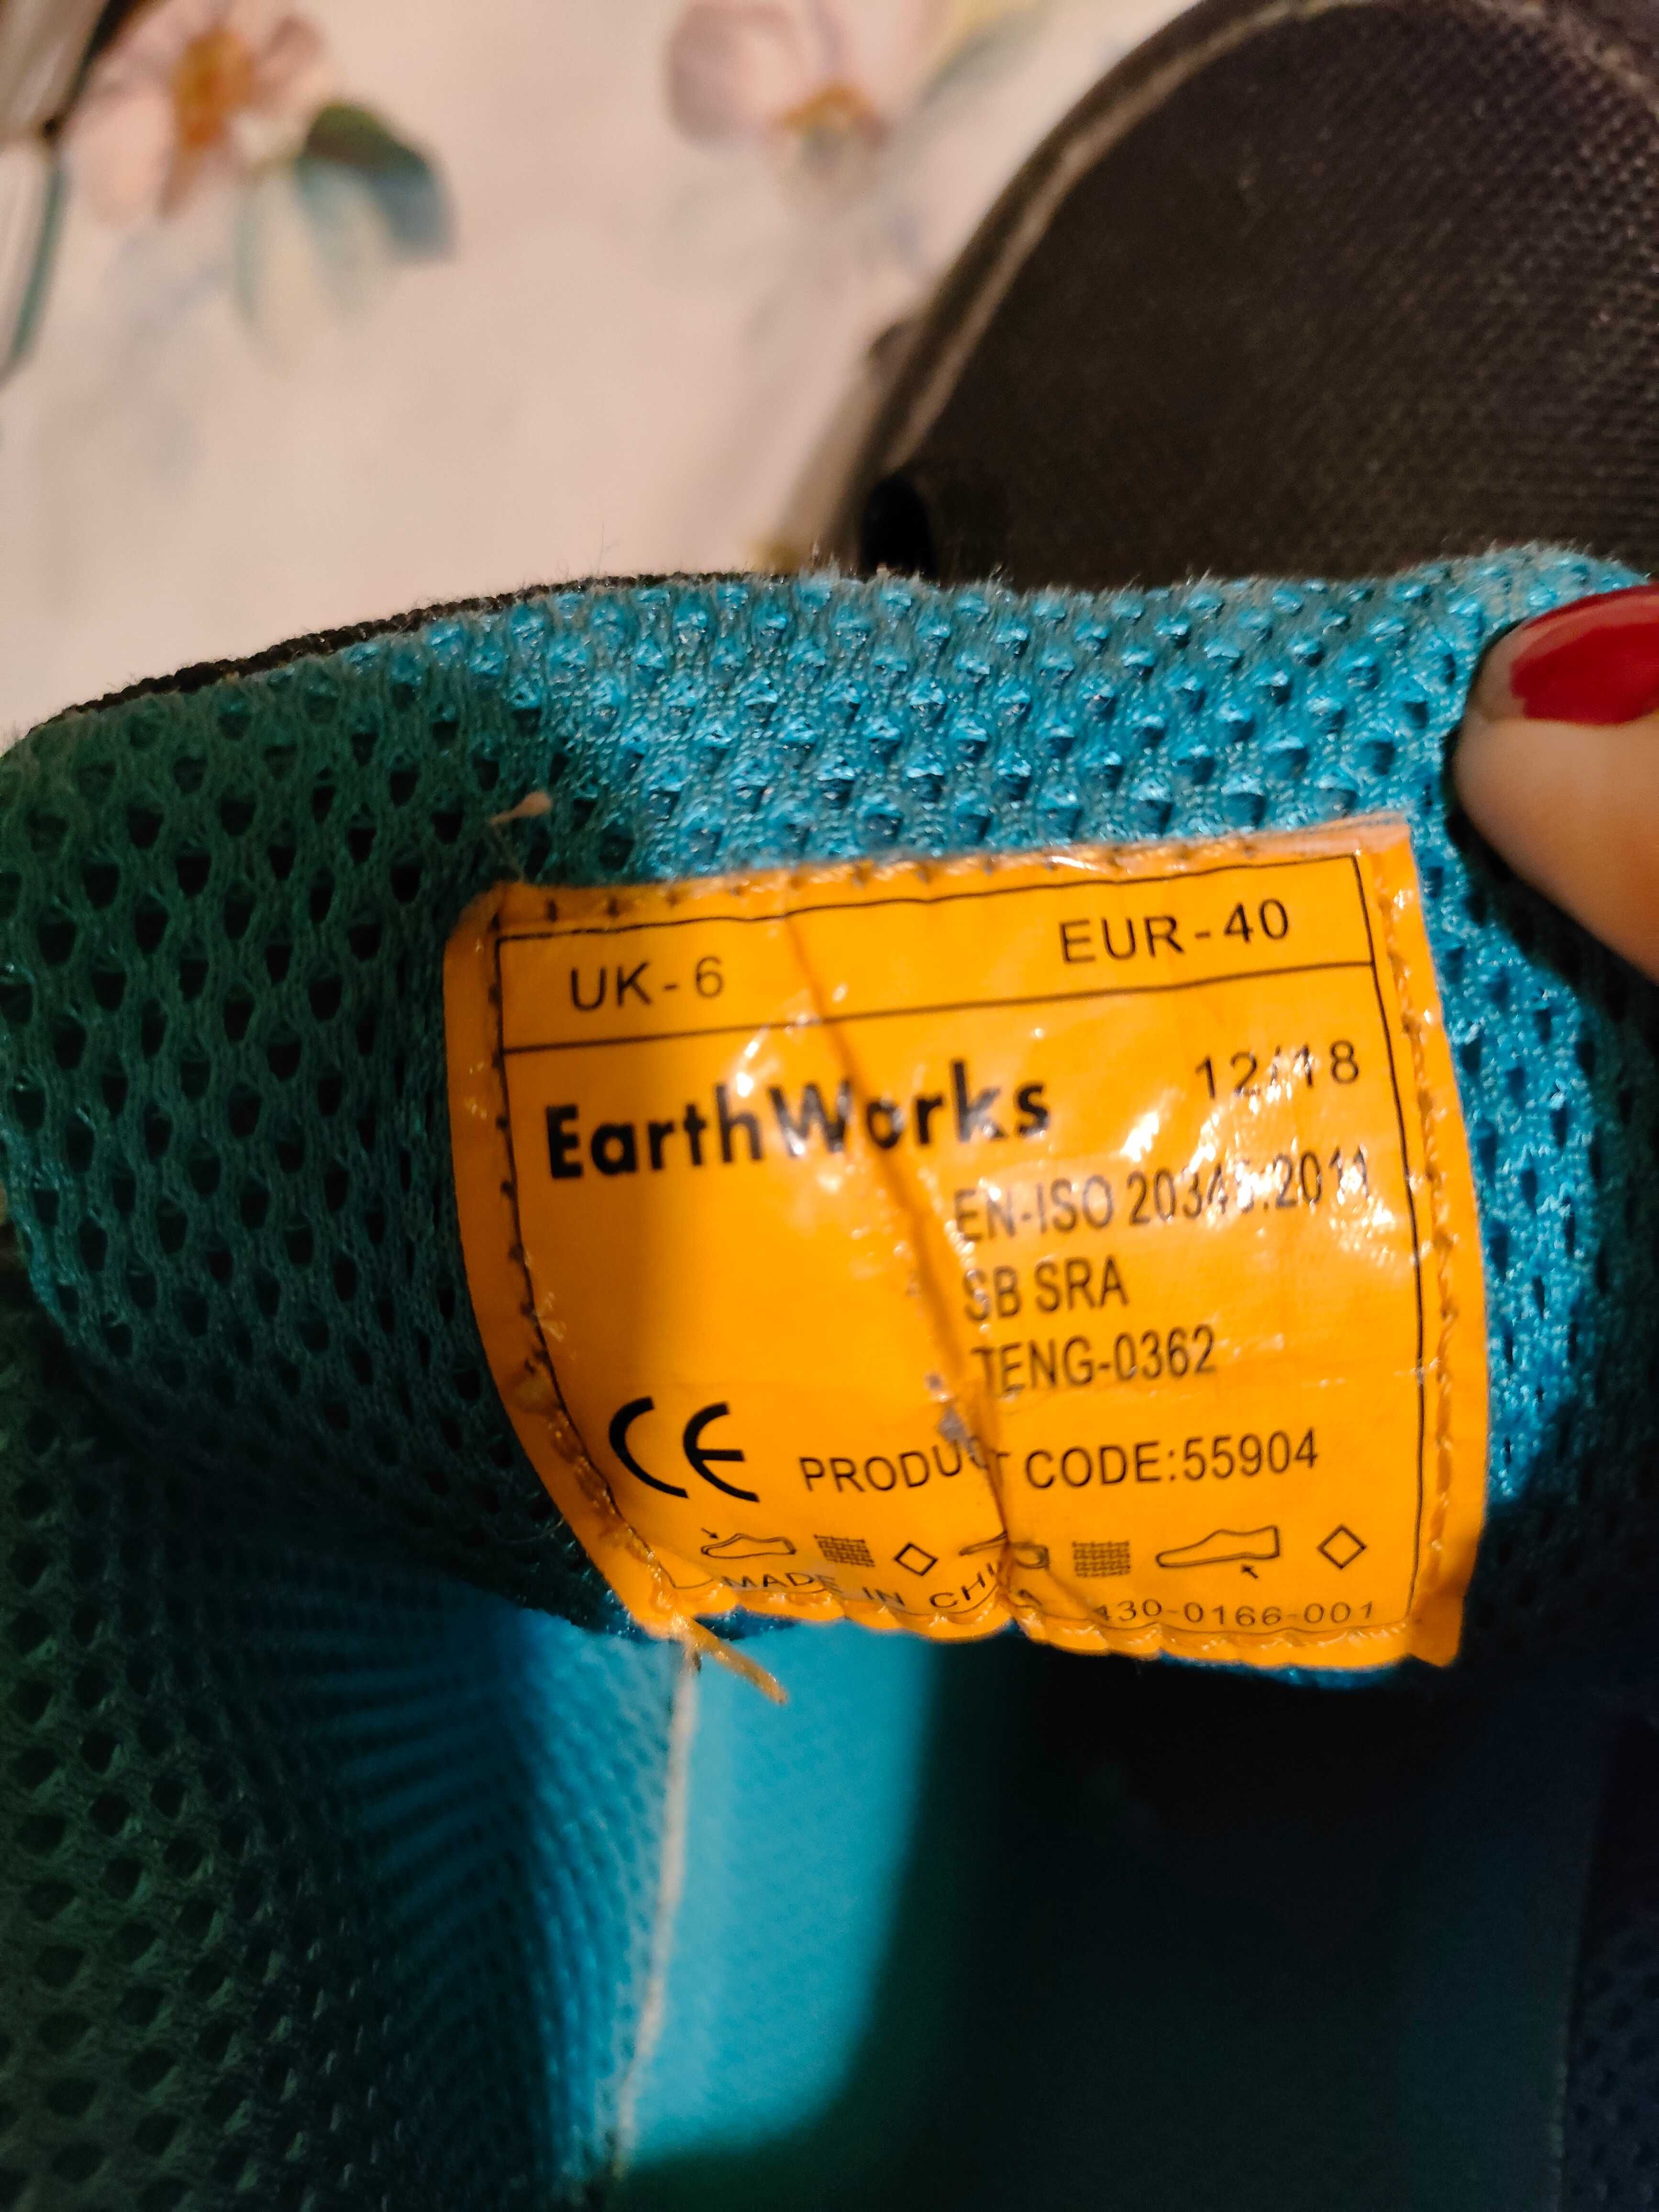 UK-6 EUR-40
EarthWorks 12/18
EN-ISO 20345:2011
SB SRA
TENG-0362
CE PRODUCT CODE:55904
MADE IN CHINA 430-0166-001